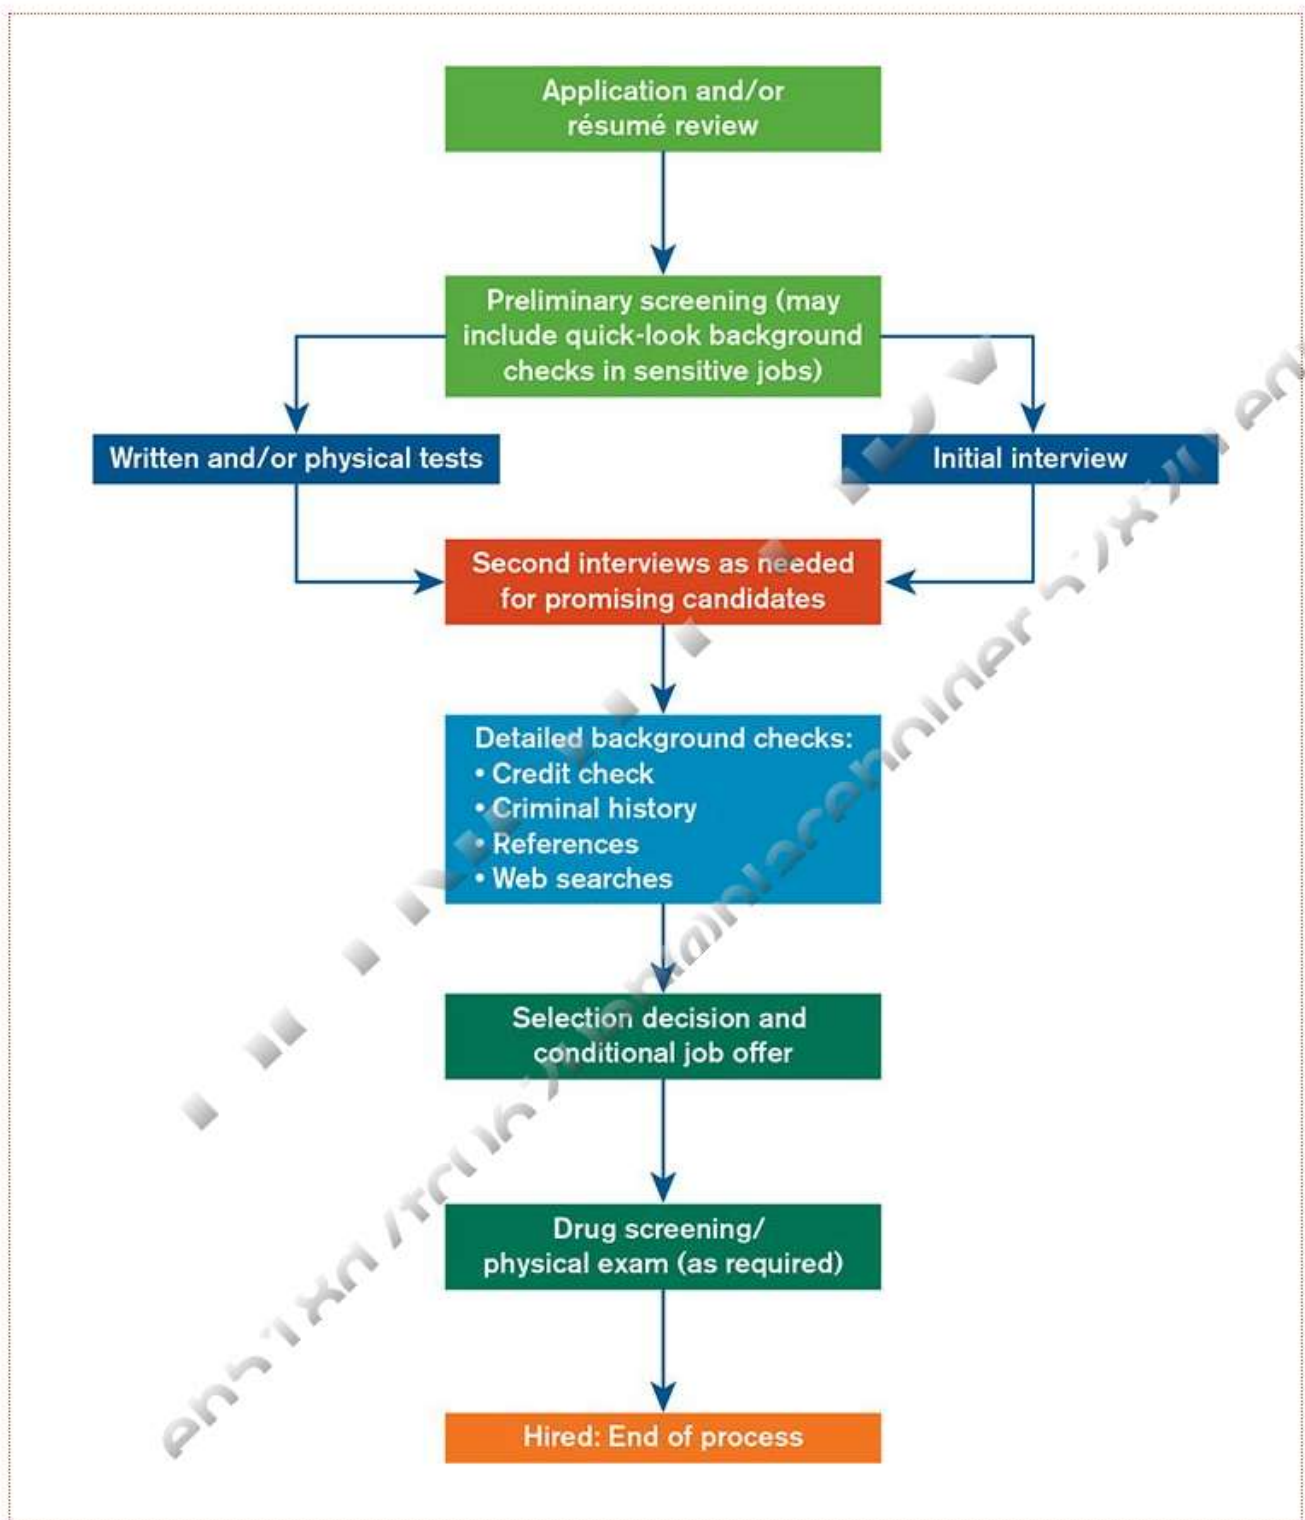 Application and/or
résumé review
Preliminary screening (may
include quick-look background
checks in sensitive jobs)
Written and/or physical tests
Initial interview
Second interviews as needed
for promising candidates
Detailed background checks:
• Credit check
• Criminal history
• References
• Web searches
Selection decision and
conditional job offer
Drug screening/
physical exam (as required)
Hired: End of process